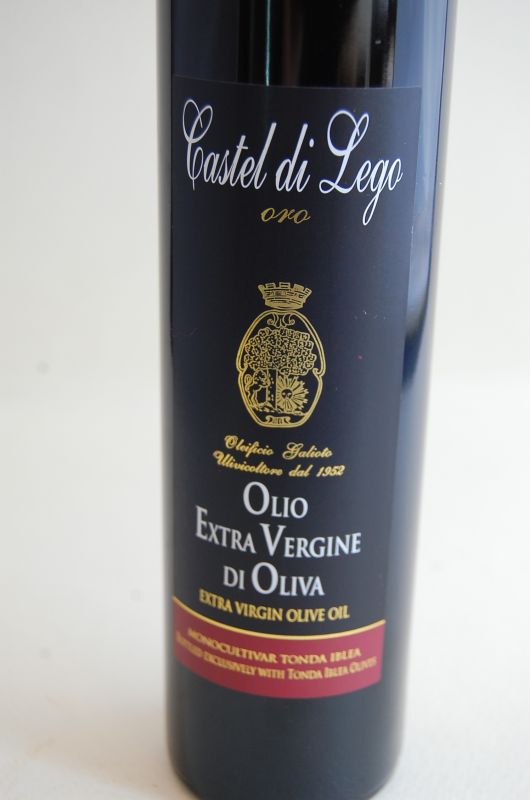 Castel di Lego
oro
Oleificio Galioto
Ulivicoltore dal 1952
OLIO
EXTRA VERGINE
DI OLIVA
EXTRA VIRGIN OLIVE OIL
MONOCULTIVAR TONDA IBLEA
BOTTLED EXCLUSIVELY WITH TONDA IBLEA OLIVES